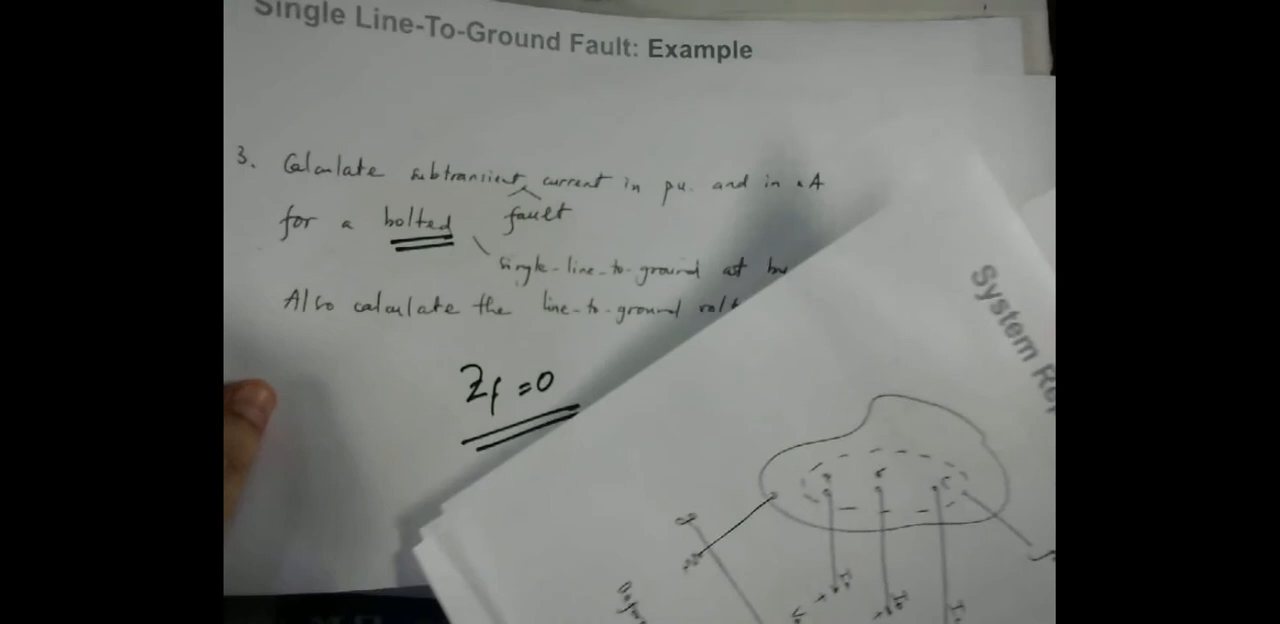 Single Line-To-Ground Fault: Example
3. Calculate subtransient current in pu. and in kA
fault
for a bolted
single-line-to-ground at
Also calculate the line-to-ground
Zf = 0
System